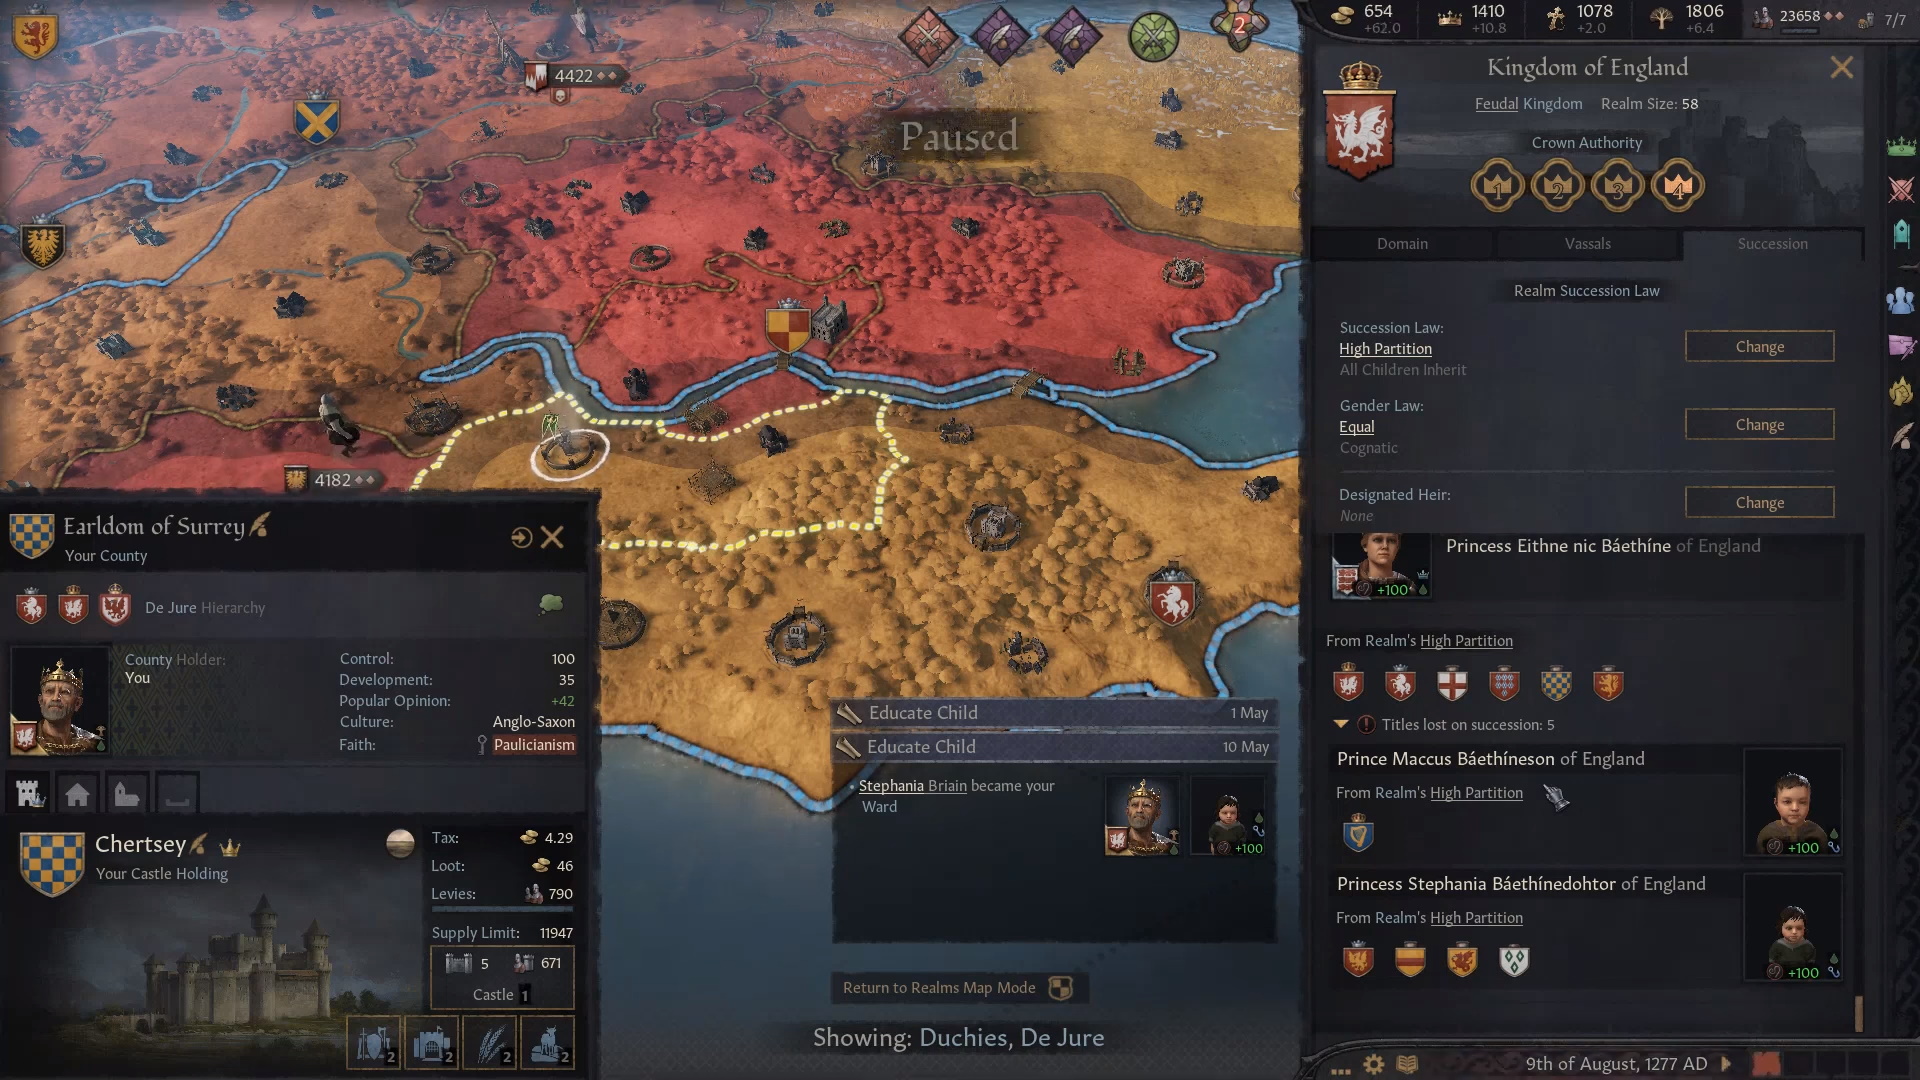 654
+62.0
1410
+10.8
1078
+2.0
1806
+6.4
23658
7/7
2
4422
Paused
4182
Kingdom of England
Feudal Kingdom Realm Size: 58
Crown Authority
1 2 3 4
Domain Vassals Succession
Realm Succession Law
Succession Law:
High Partition
All Children Inherit
Change
Gender Law:
Equal
Cognatic
Change
Designated Heir:
None
Change
Princess Eithne nic Báethíne of England
+100
From Realm's High Partition
Titles lost on succession: 5
Prince Maccus Báethíneson of England
From Realm's High Partition
+100
Princess Stephania Báethínedohtor of England
From Realm's High Partition
+100
Earldom of Surrey
Your County
De Jure Hierarchy
County Holder:
You
Control: 100
Development: 35
Popular Opinion: +42
Culture: Anglo-Saxon
Faith: Paulicianism
Chertsey
Your Castle Holding
Tax: 4.29
Loot: 46
Levies: 790
Supply Limit: 11947
5 671
Castle 1
2 2 2 2
Educate Child 1 May
Educate Child 10 May
Stephania Briain became your
Ward
+100
Return to Realms Map Mode
Showing: Duchies, De Jure
... 9th of August, 1277 AD